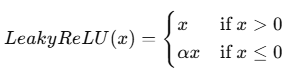 LeakyReLU(x) = { x if x > 0
αx if x ≤ 0